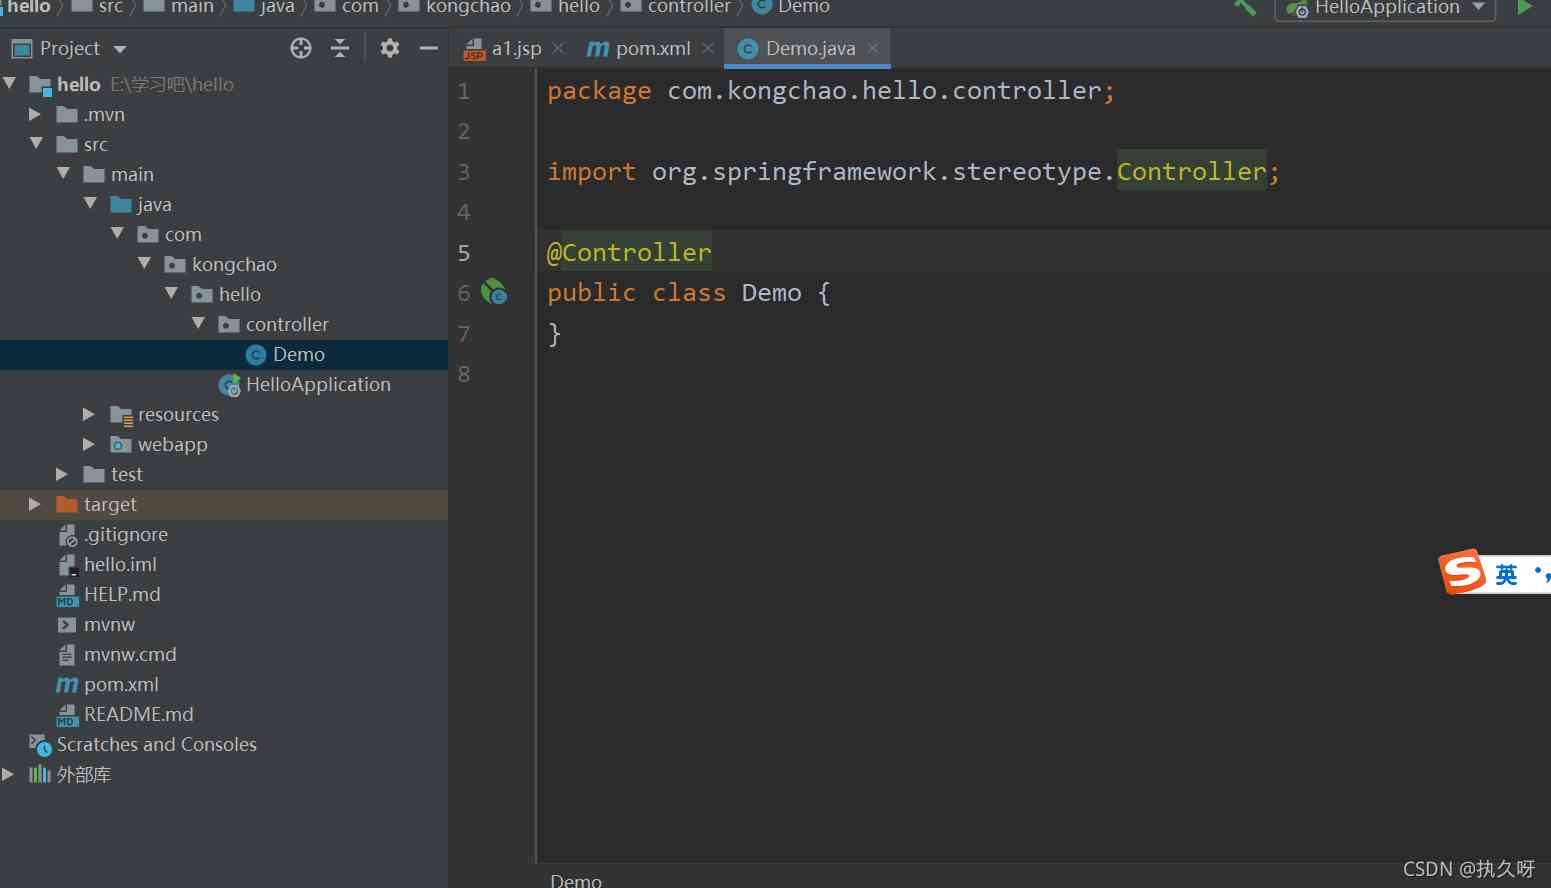 hello src main java com kongchao hello controller Demo HelloApplication
Project
a1.jsp pom.xml Demo.java
hello E:\学习吧\hello
.mvn
src
main
java
com
kongchao
hello
controller
Demo
HelloApplication
resources
webapp
test
target
.gitignore
hello.iml
HELP.md
mvnw
mvnw.cmd
pom.xml
README.md
Scratches and Consoles
外部库
1 package com.kongchao.hello.controller;
2
3 import org.springframework.stereotype.Controller;
4
5 @Controller
6 public class Demo {
7 }
8
英
Demo
CSDN @执久呀